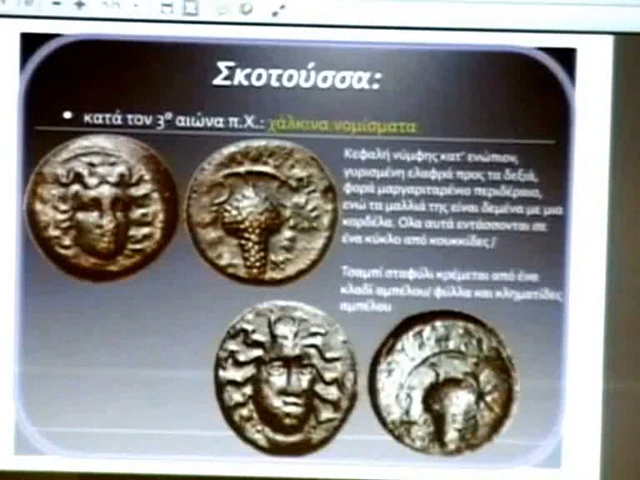 Σκοτούσσα:
• κατά τον 3ο αιώνα π.Χ.: χάλκινα νομίσματα
Κεφαλή νύμφης κατ' ενώπιον,
γυρισμένη ελαφρά προς τα δεξιά,
φορά μαργαριταρένιο περιδέραιο,
ενώ τα μαλλιά της είναι δεμένα με μια
κορδέλα. Όλα αυτά εντάσσονται σε
ένα κύκλο από κουκκίδες/
Τσαμπί σταφύλι κρέμεται από ένα
κλαδί αμπέλου/ φύλλα και κληματίδες
αμπέλου